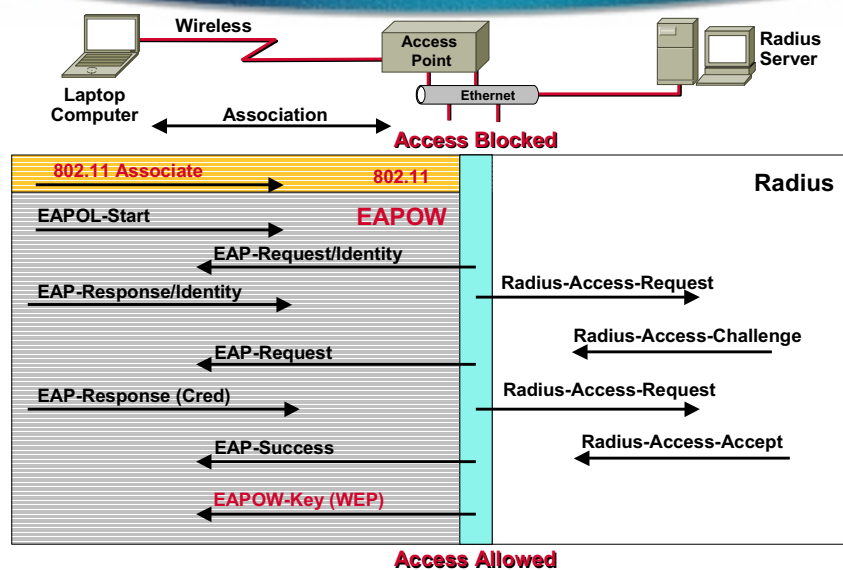 Wireless
Access
Point
Radius
Server
Laptop
Computer
Ethernet
Association
Access Blocked
802.11 Associate
802.11
Radius
EAPOL-Start
EAPOW
EAP-Request/Identity
Radius-Access-Request
EAP-Response/Identity
Radius-Access-Challenge
EAP-Request
Radius-Access-Request
EAP-Response (Cred)
Radius-Access-Accept
EAP-Success
EAPOW-Key (WEP)
Access Allowed